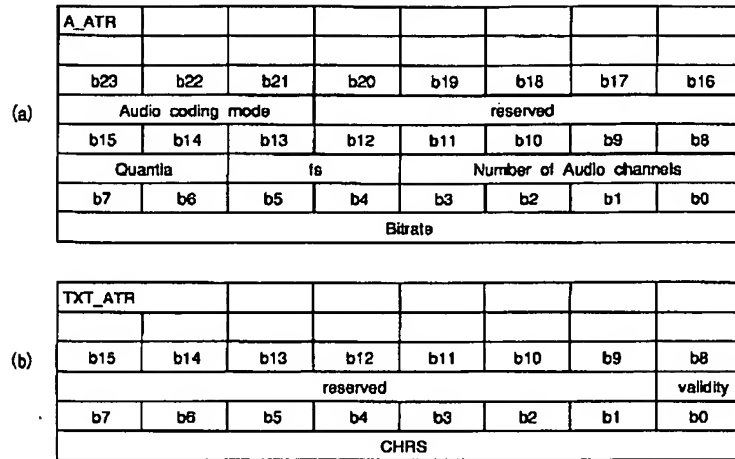 A_ATR
b23 b22 b21 b20 b19 b18 b17 b16
(a)
Audio coding mode reserved
b15 b14 b13 b12 b11 b10 b9 b8
Quantia fs Number of Audio channels
b7 b6 b5 b4 b3 b2 b1 b0
Bitrate
TXT_ATR
(b)
b15 b14 b13 b12 b11 b10 b9 b8
reserved validity
b7 b6 b5 b4 b3 b2 b1 b0
CHRS